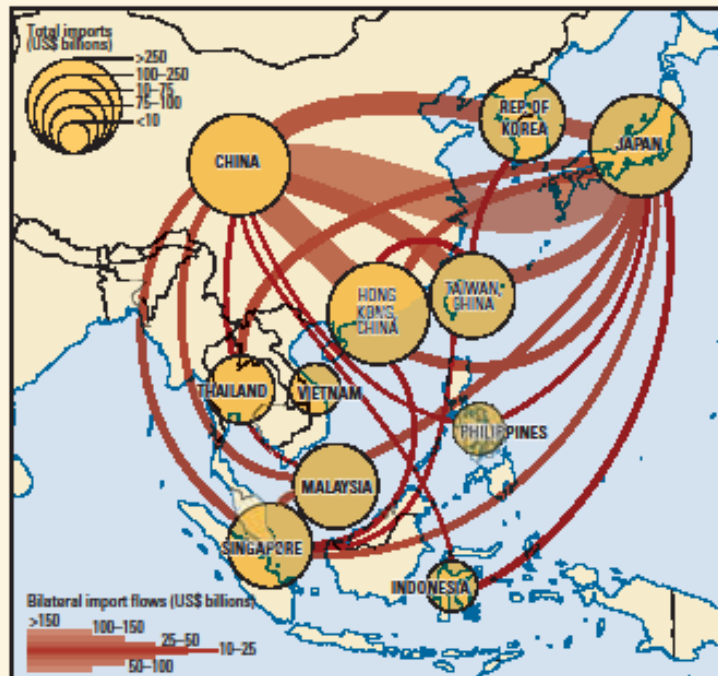 Total imports
(US$ billions)
>250
100–250
10–75
75–100
<10
CHINA
REP. OF
KOREA
JAPAN
HONG
KONG,
CHINA
TAIWAN,
CHINA
THAILAND
VIETNAM
PHILIPPINES
MALAYSIA
SINGAPORE
INDONESIA
Bilateral import flows (US$ billions)
>150
100–150
25–50
10–25
50–100